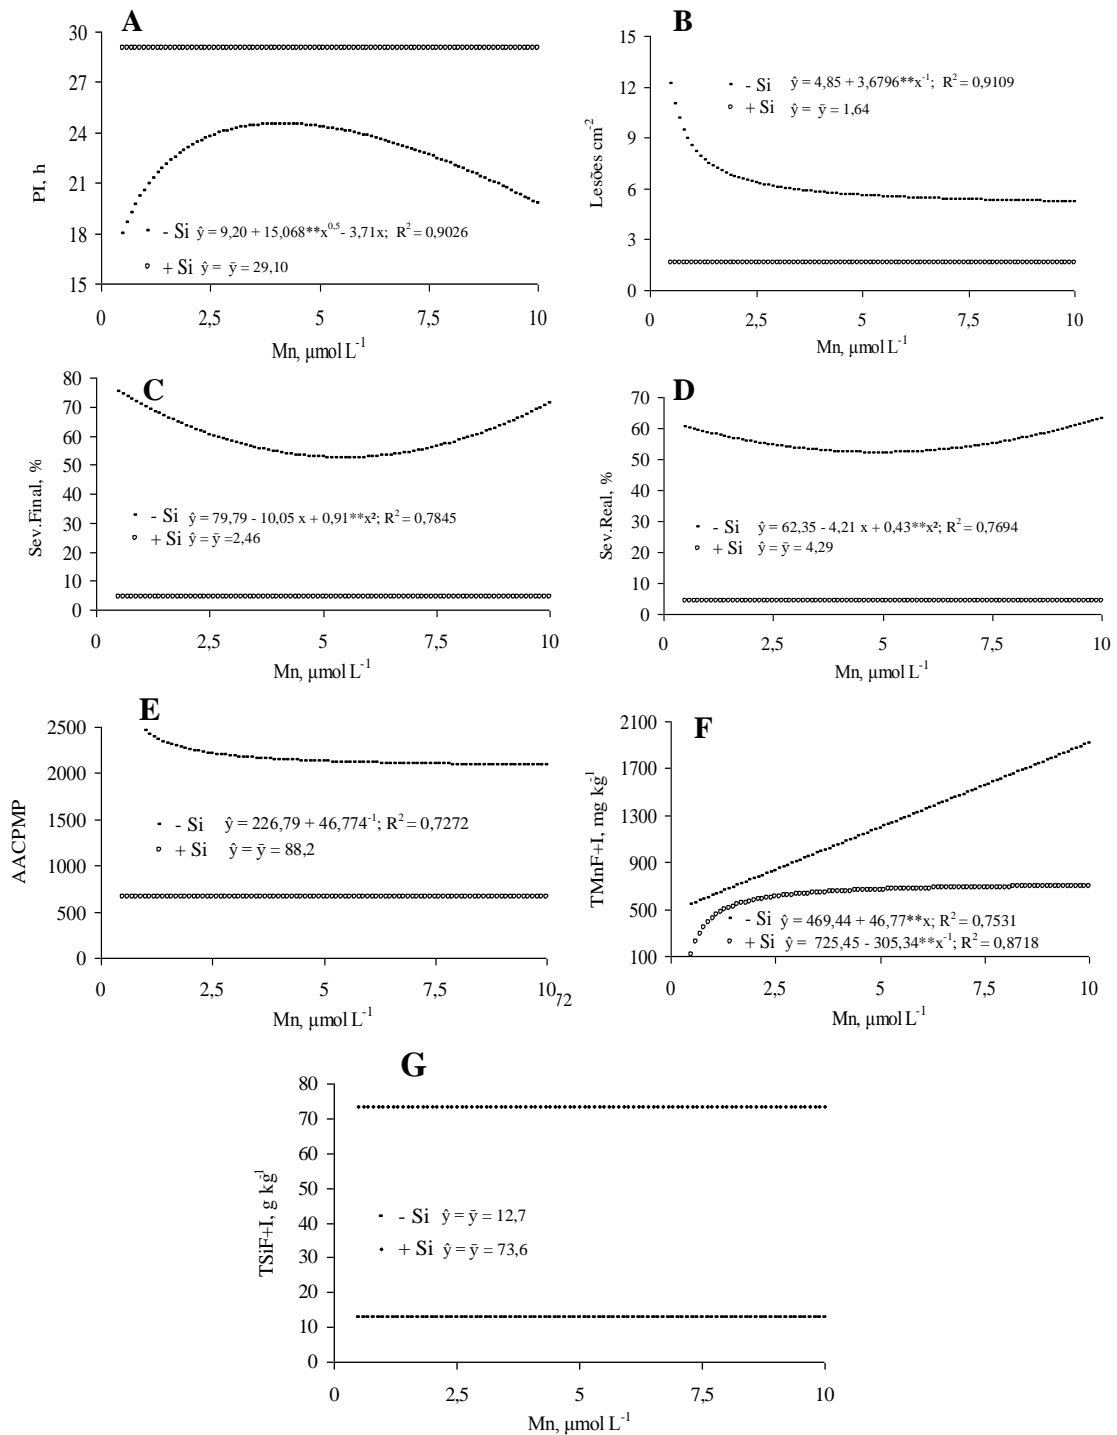 A
30
27
24
21
18
15
PI, h
- Si ŷ = 9,20 + 15,068**x^0,5 - 3,71x; R² = 0,9026
+ Si ŷ = ȳ = 29,10
0 2,5 5 7,5 10
Mn, µmol L⁻¹
B
15
12
9
6
3
0
Lesões cm⁻²
- Si ŷ = 4,85 + 3,6796**x⁻¹; R² = 0,9109
+ Si ŷ = ȳ = 1,64
0 2,5 5 7,5 10
Mn, µmol L⁻¹
C
80
70
60
50
40
30
20
10
0
Sev.Final, %
- Si ŷ = 79,79 - 10,05 x + 0,91**x²; R² = 0,7845
+ Si ŷ = ȳ =2,46
0 2,5 5 7,5 10
Mn, µmol L⁻¹
D
70
60
50
40
30
20
10
0
Sev.Real, %
- Si ŷ = 62,35 - 4,21 x + 0,43**x²; R² = 0,7694
+ Si ŷ = ȳ = 4,29
0 2,5 5 7,5 10
Mn, µmol L⁻¹
E
2500
2000
1500
1000
500
0
AACPMP
- Si ŷ = 226,79 + 46,774⁻¹; R² = 0,7272
+ Si ŷ = ȳ = 88,2
0 2,5 5 7,5 10
Mn, µmol L⁻¹
72
F
2100
1700
1300
900
500
100
TMnF+I, mg kg⁻¹
- Si ŷ = 469,44 + 46,77**x; R² = 0,7531
+ Si ŷ = 725,45 - 305,34**x⁻¹; R² = 0,8718
0 2,5 5 7,5 10
Mn, µmol L⁻¹
G
80
70
60
50
40
30
20
10
0
TSiF+I, g kg⁻¹
- Si ŷ = ȳ = 12,7
+ Si ŷ = ȳ = 73,6
0 2,5 5 7,5 10
Mn, µmol L⁻¹